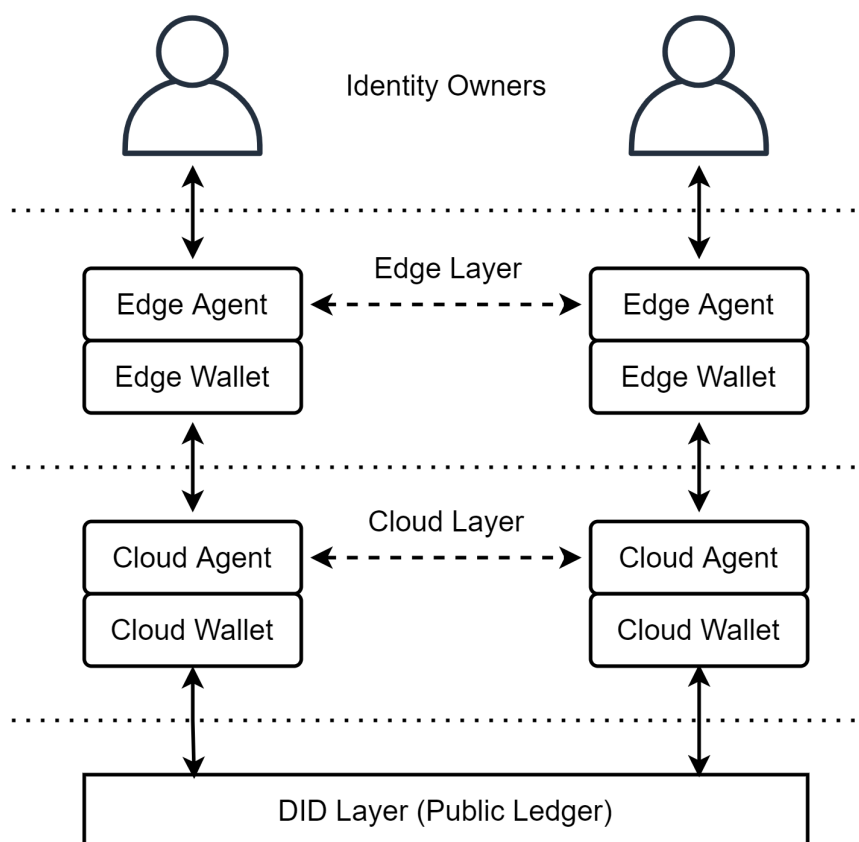 Identity Owners
Edge Layer
Edge Agent
Edge Agent
Edge Wallet
Edge Wallet
Cloud Layer
Cloud Agent
Cloud Agent
Cloud Wallet
Cloud Wallet
DID Layer (Public Ledger)